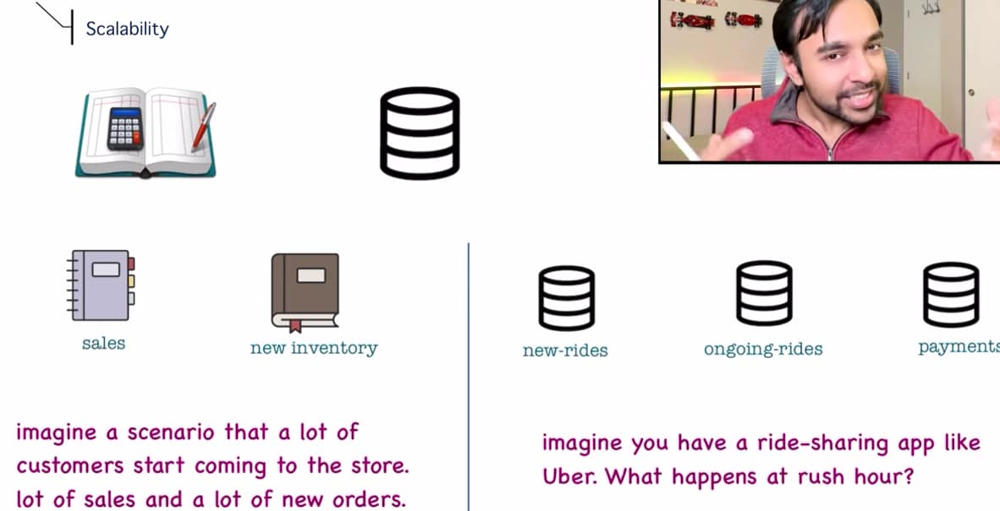 Scalability
sales
new inventory
new-rides
ongoing-rides
payments
imagine a scenario that a lot of
customers start coming to the store.
lot of sales and a lot of new orders.
imagine you have a ride-sharing app like
Uber. What happens at rush hour?